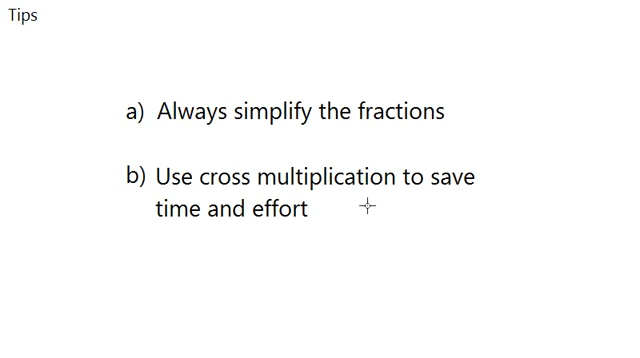 Tips
a) Always simplify the fractions
b) Use cross multiplication to save
time and effort